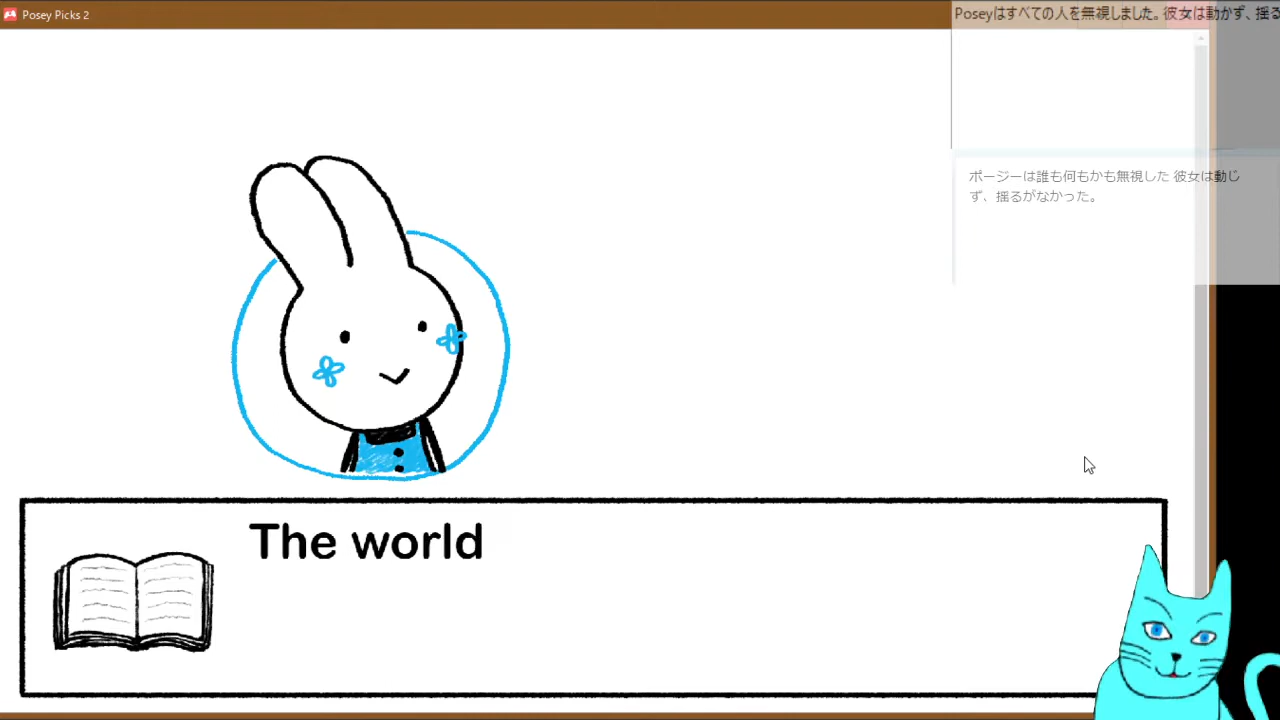 Posey Picks 2
Poseyはすべての人を無視しました。彼女は動かず、揺る
ポージーは誰も何もかも無視した 彼女は動じ
ず、揺るがなかった。
The world